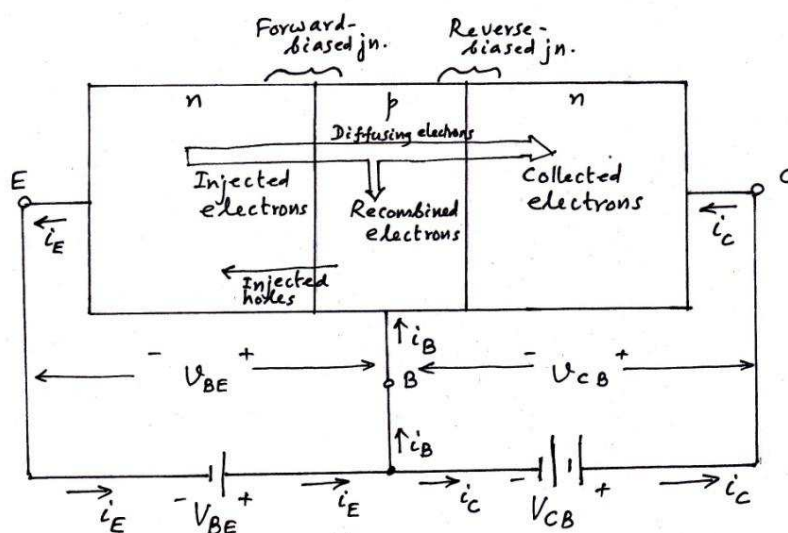 Forward-
biased jn.
Reverse-
biased jn.
n
p
n
Diffusing electrons
E
Injected
electrons
Recombined
electrons
Collected
electrons
C
i_E
i_C
Injected
holes
i_B
- V_BE +
B
- V_CB +
i_B
i_E
- V_BE +
i_E
i_C
- V_CB +
i_C